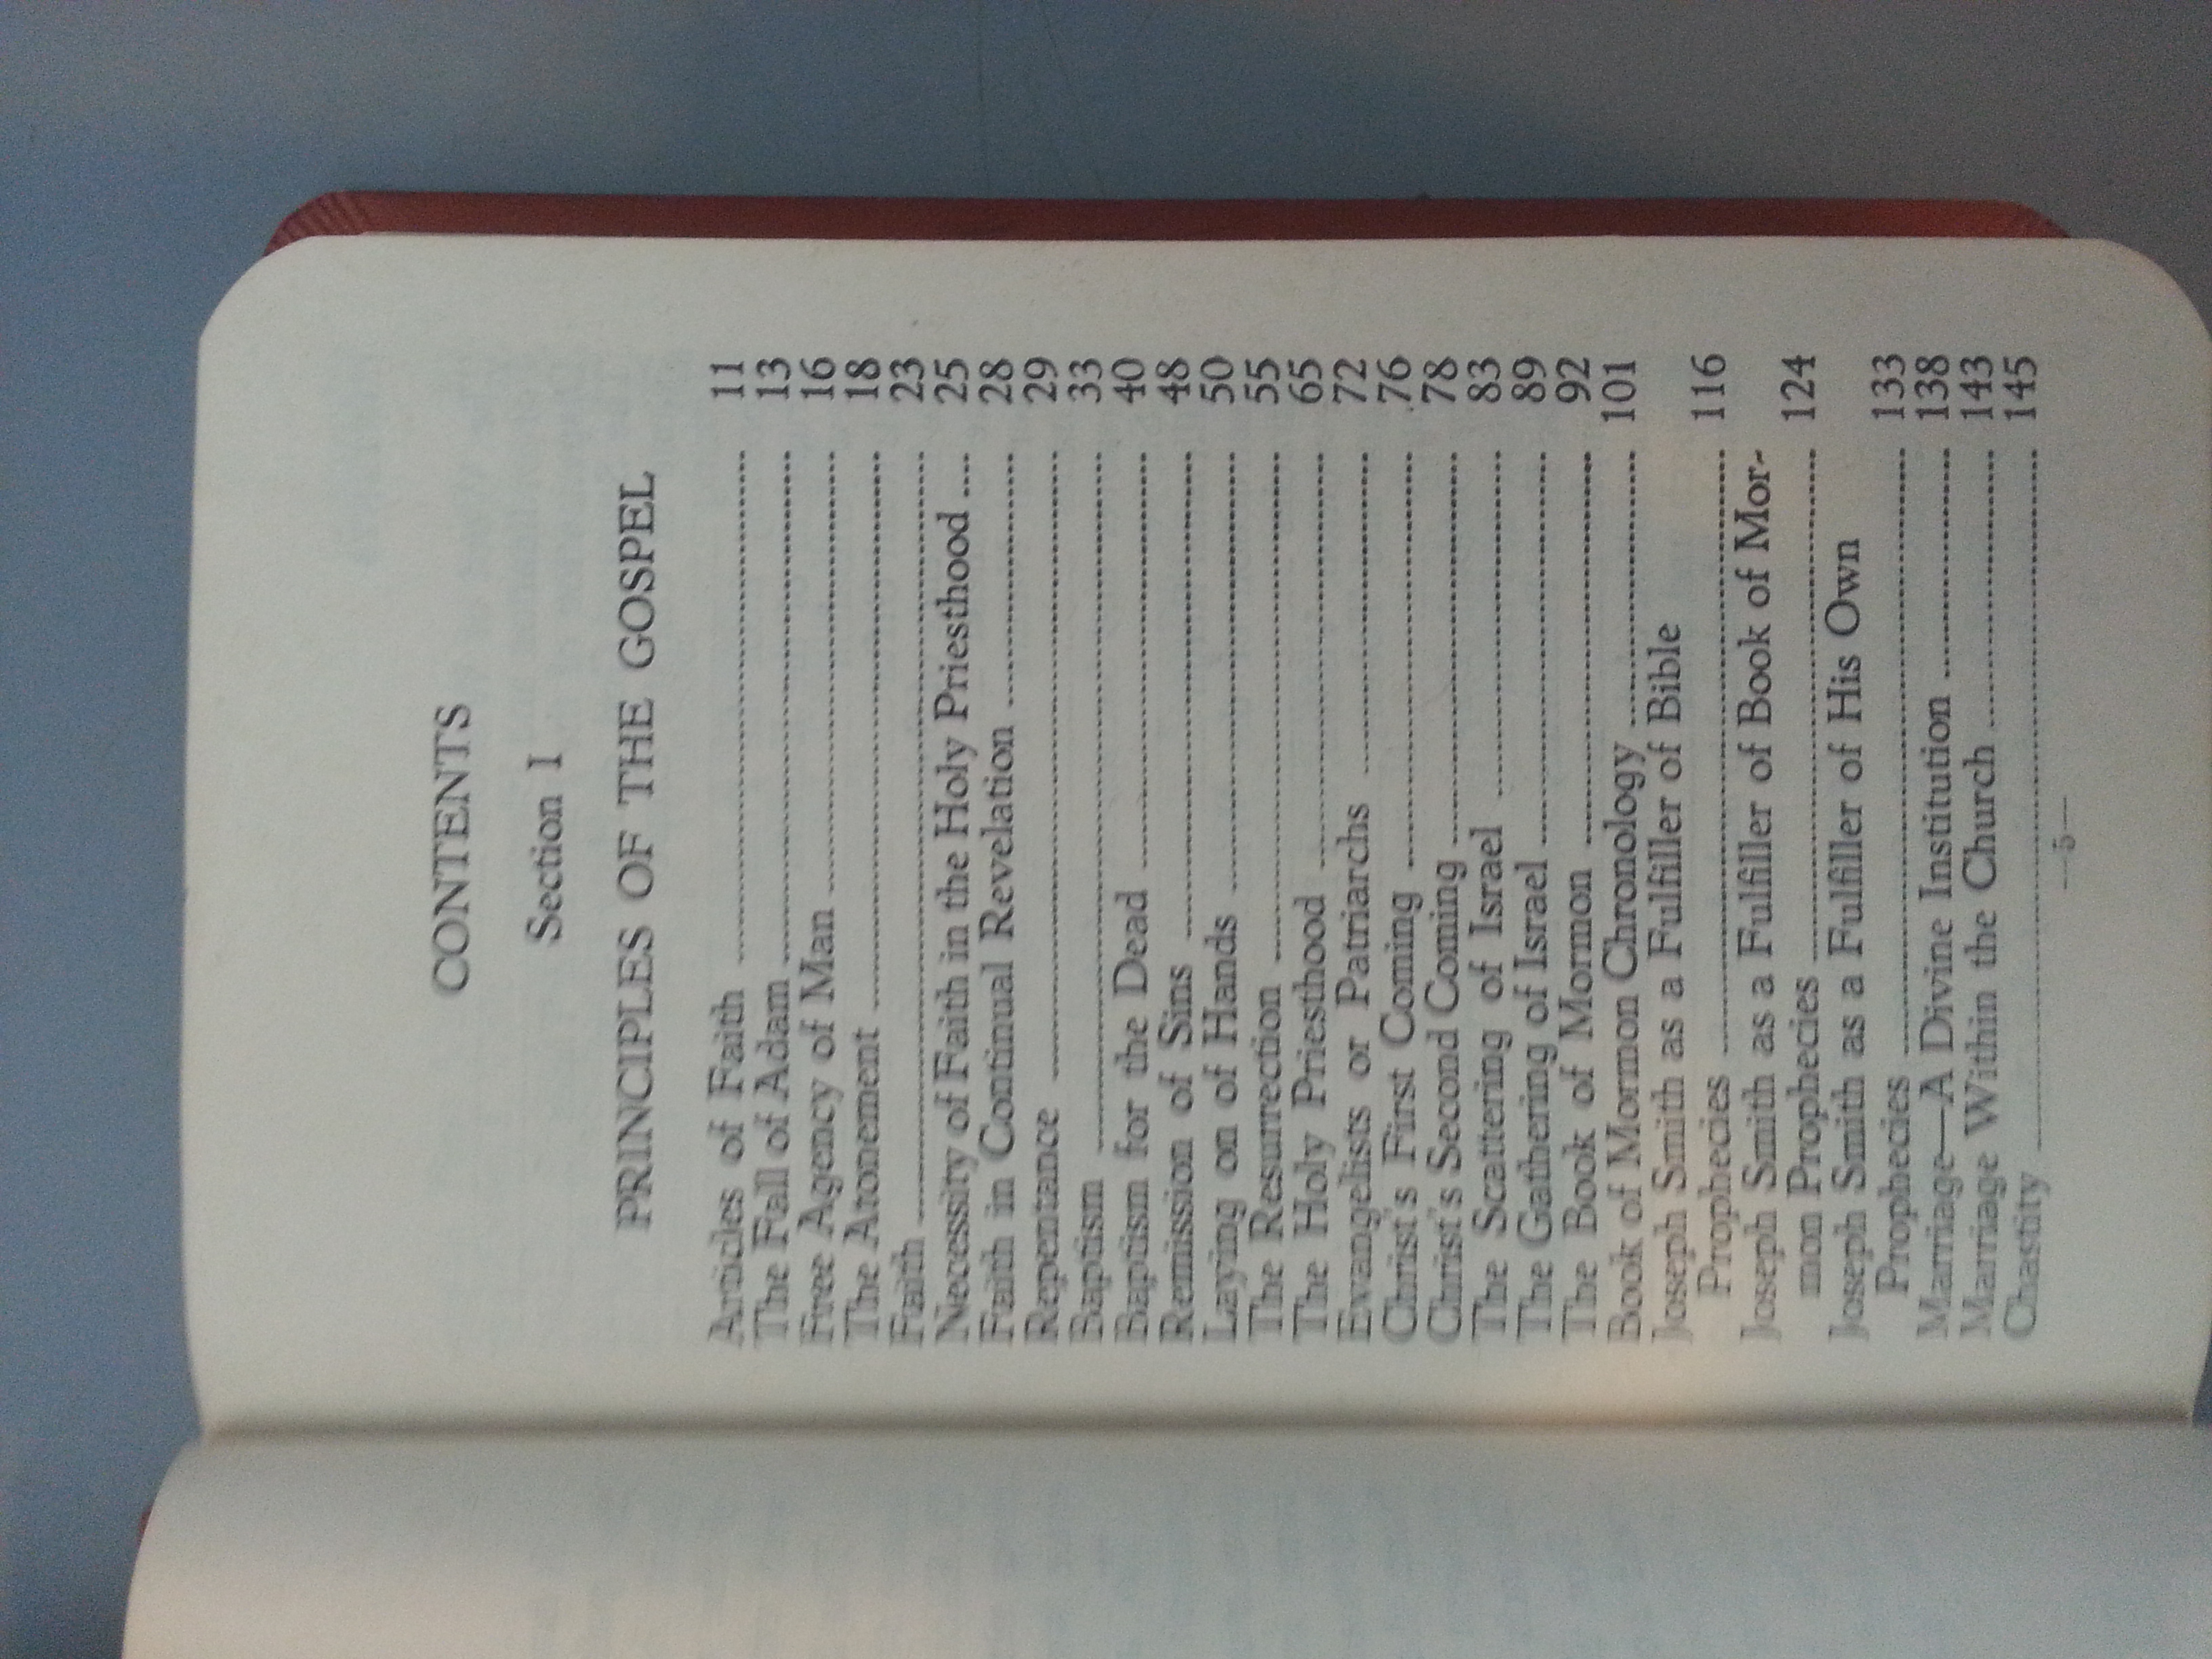 CONTENTS
Section I
PRINCIPLES OF THE GOSPEL
Articles of Faith ........ 11
The Fall of Adam ........ 13
Free Agency of Man ........ 16
The Atonement ........ 18
Faith ........ 23
Necessity of Faith in the Holy Priesthood .... 25
Faith in Continual Revelation ........ 28
Repentance ........ 29
Baptism ........ 33
Baptism for the Dead ........ 40
Remission of Sins ........ 48
Laying on of Hands ........ 50
The Resurrection ........ 55
The Holy Priesthood ........ 65
Evangelists or Patriarchs ........ 72
Christ's First Coming ........ 76
Christ's Second Coming ........ 78
The Scattering of Israel ........ 83
The Gathering of Israel ........ 89
The Book of Mormon ........ 92
Book of Mormon Chronology ........ 101
Joseph Smith as a Fulfiller of Bible
Prophecies ........ 116
Joseph Smith as a Fulfiller of Book of Mor-
mon Prophecies ........ 124
Joseph Smith as a Fulfiller of His Own
Prophecies ........ 133
Marriage—A Divine Institution ........ 138
Marriage Within the Church ........ 143
Chastity ........ 145
—5—